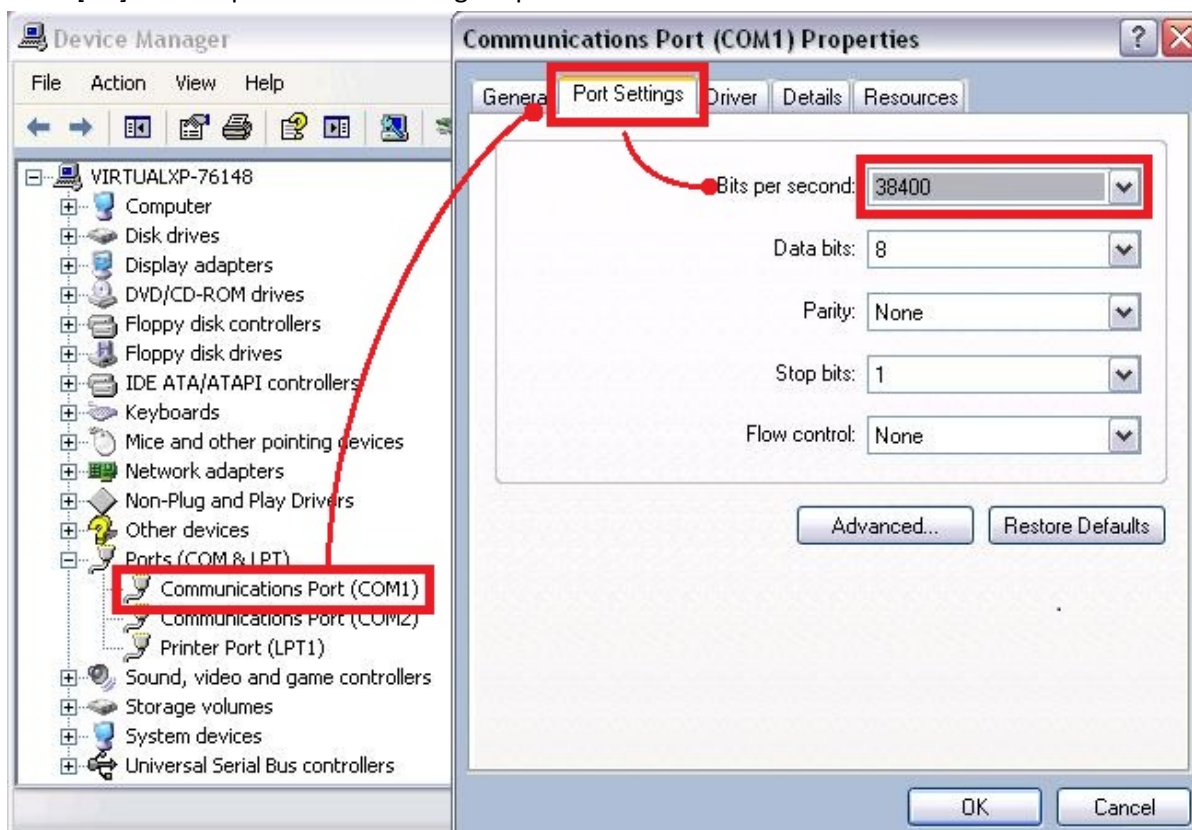 Device Manager
File Action View Help
VIRTUALXP-76148
Computer
Disk drives
Display adapters
DVD/CD-ROM drives
Floppy disk controllers
Floppy disk drives
IDE ATA/ATAPI controllers
Keyboards
Mice and other pointing devices
Network adapters
Non-Plug and Play Drivers
Other devices
Ports (COM & LPT)
Communications Port (COM1)
Communications Port (COM2)
Printer Port (LPT1)
Sound, video and game controllers
Storage volumes
System devices
Universal Serial Bus controllers
Communications Port (COM1) Properties
General Port Settings Driver Details Resources
Bits per second: 38400
Data bits: 8
Parity: None
Stop bits: 1
Flow control: None
Advanced... Restore Defaults
OK Cancel